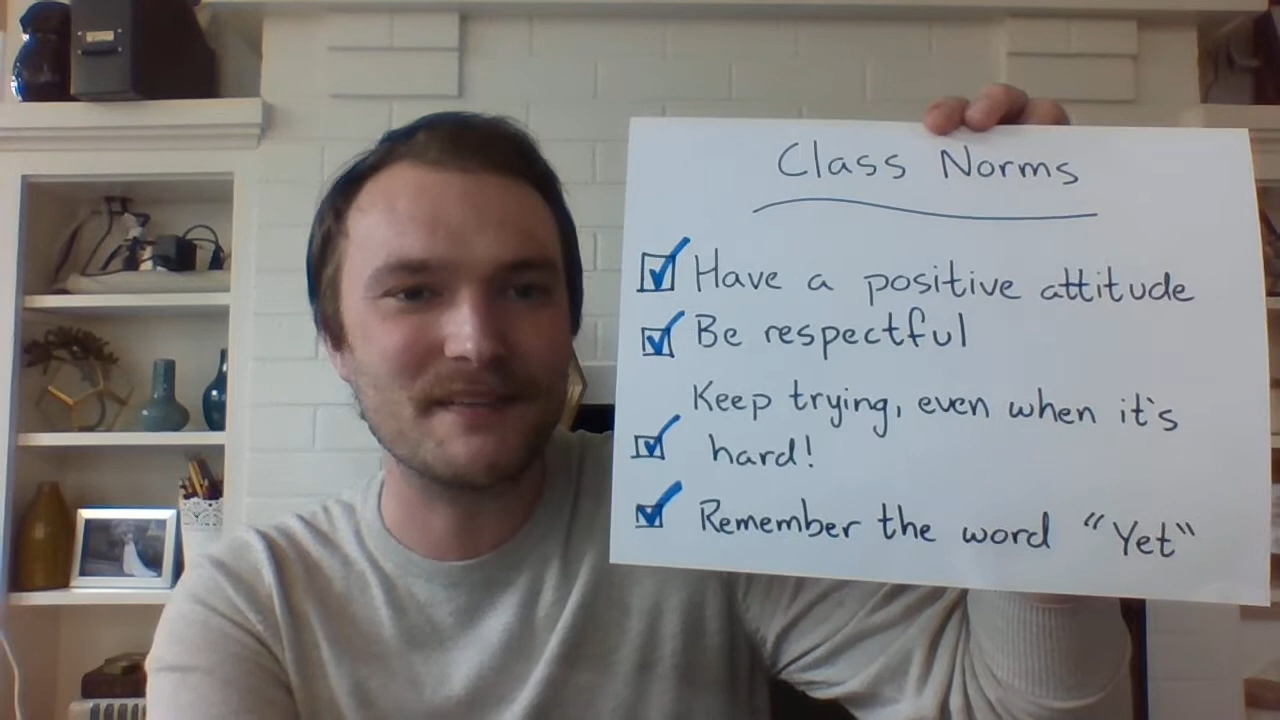 Class Norms
Have a positive attitude
Be respectful
Keep trying, even when it's
hard!
Remember the word "Yet"